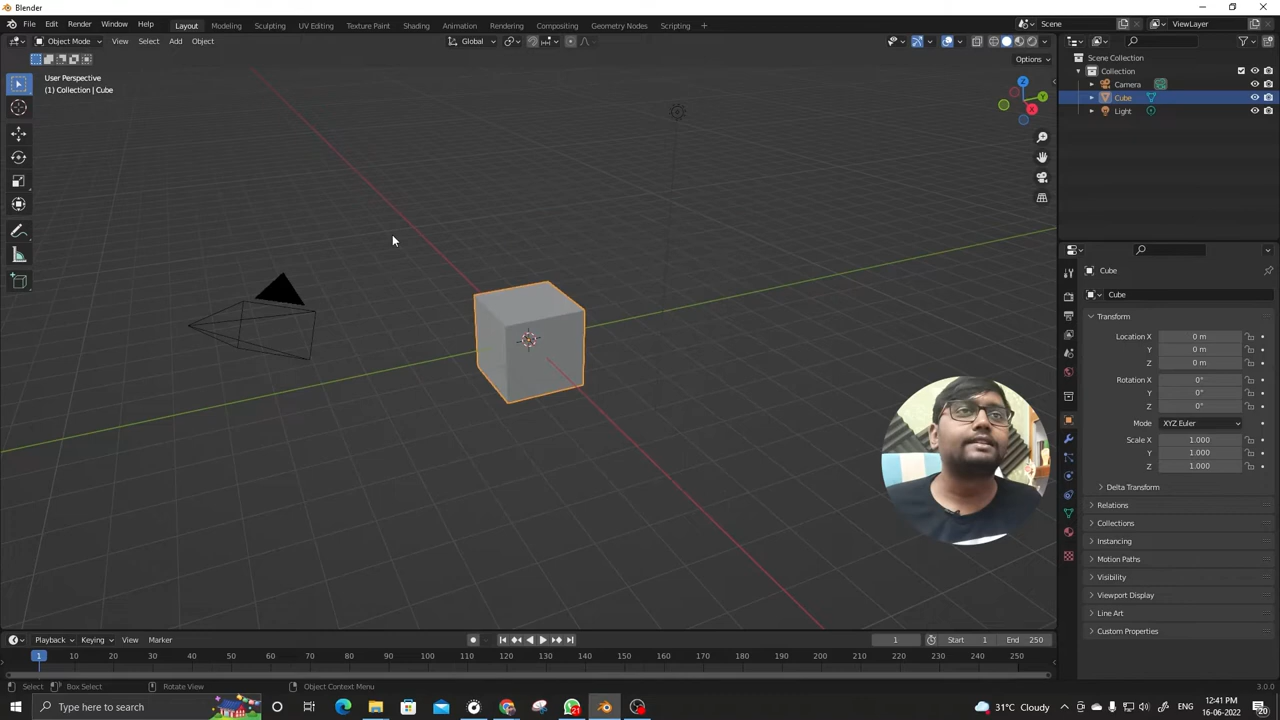 Blender
File Edit Render Window Help Layout Modeling Sculpting UV Editing Texture Paint Shading Animation Rendering Compositing Geometry Nodes Scripting + Scene ViewLayer
Object Mode View Select Add Object Global
Options
User Perspective
(1) Collection | Cube
Z
Y
X
Scene Collection
Collection
Camera
Cube
Light
Cube
Cube
Transform
Location X 0 m
Y 0 m
Z 0 m
Rotation X 0°
Y 0°
Z 0°
Mode XYZ Euler
Scale X 1.000
Y 1.000
Z 1.000
Delta Transform
Relations
Collections
Instancing
Motion Paths
Visibility
Viewport Display
Line Art
Custom Properties
Playback Keying View Marker 1 Start 1 End 250
1 10 20 30 40 50 60 70 80 90 100 110 120 130 140 150 160 170 180 190 200 210 220 230 240 250
Select Box Select Rotate View Object Context Menu 3.0.0
Type here to search 21 31°C Cloudy 12:41 PM
16-06-2022 20